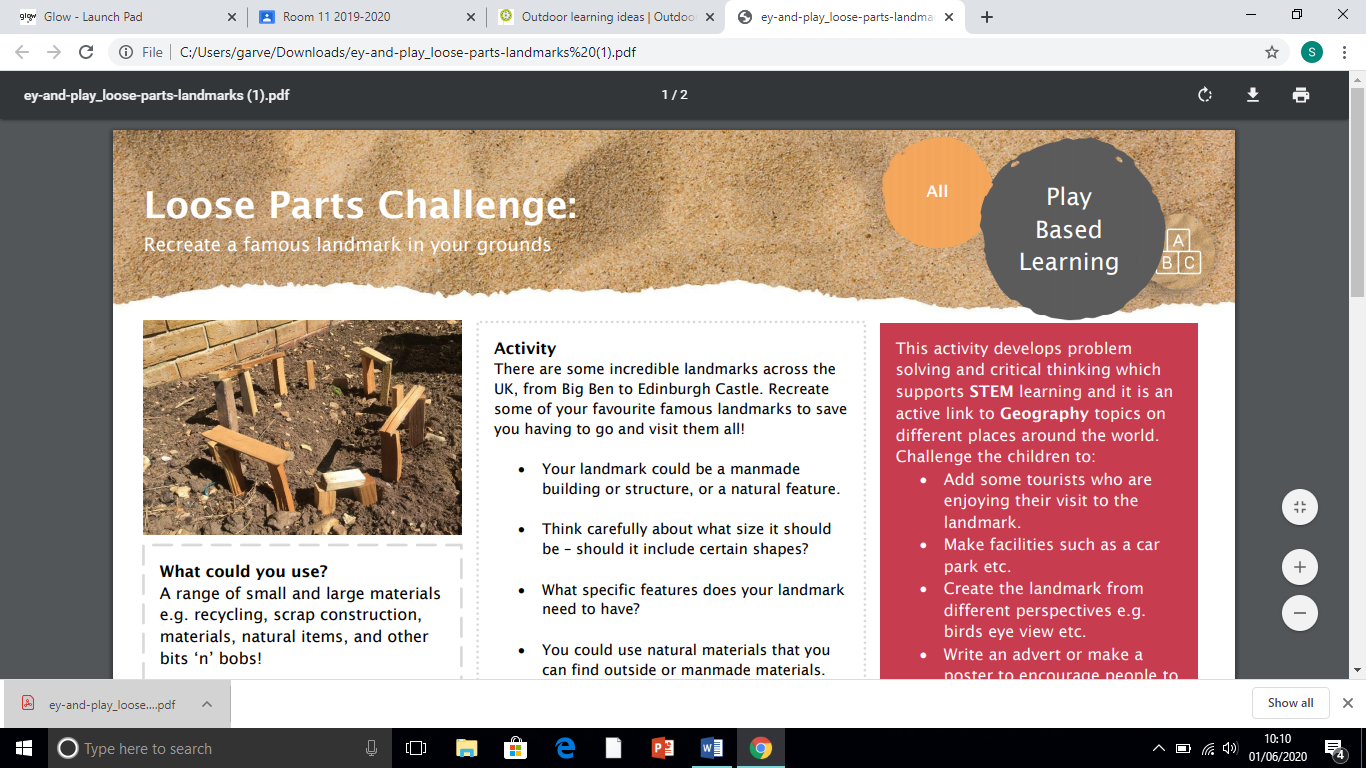 glow Glow - Launch Pad
Room 11 2019-2020
Outdoor learning ideas | Outdoo
ey-and-play_loose-parts-landmar
File | C:/Users/garve/Downloads/ey-and-play_loose-parts-landmarks%20(1).pdf
S
ey-and-play_loose-parts-landmarks (1).pdf
1 / 2
Loose Parts Challenge:
Recreate a famous landmark in your grounds
All
Play
Based
Learning
A
B C
What could you use?
A range of small and large materials
e.g. recycling, scrap construction,
materials, natural items, and other
bits ‘n’ bobs!
Activity
There are some incredible landmarks across the
UK, from Big Ben to Edinburgh Castle. Recreate
some of your favourite famous landmarks to save
you having to go and visit them all!
• Your landmark could be a manmade
building or structure, or a natural feature.
• Think carefully about what size it should
be – should it include certain shapes?
• What specific features does your landmark
need to have?
• You could use natural materials that you
can find outside or manmade materials.
This activity develops problem
solving and critical thinking which
supports STEM learning and it is an
active link to Geography topics on
different places around the world.
Challenge the children to:
• Add some tourists who are
enjoying their visit to the
landmark.
• Make facilities such as a car
park etc.
• Create the landmark from
different perspectives e.g.
birds eye view etc.
• Write an advert or make a
poster to encourage people to
ey-and-play_loose....pdf
Show all
Type here to search
10:10
01/06/2020
4